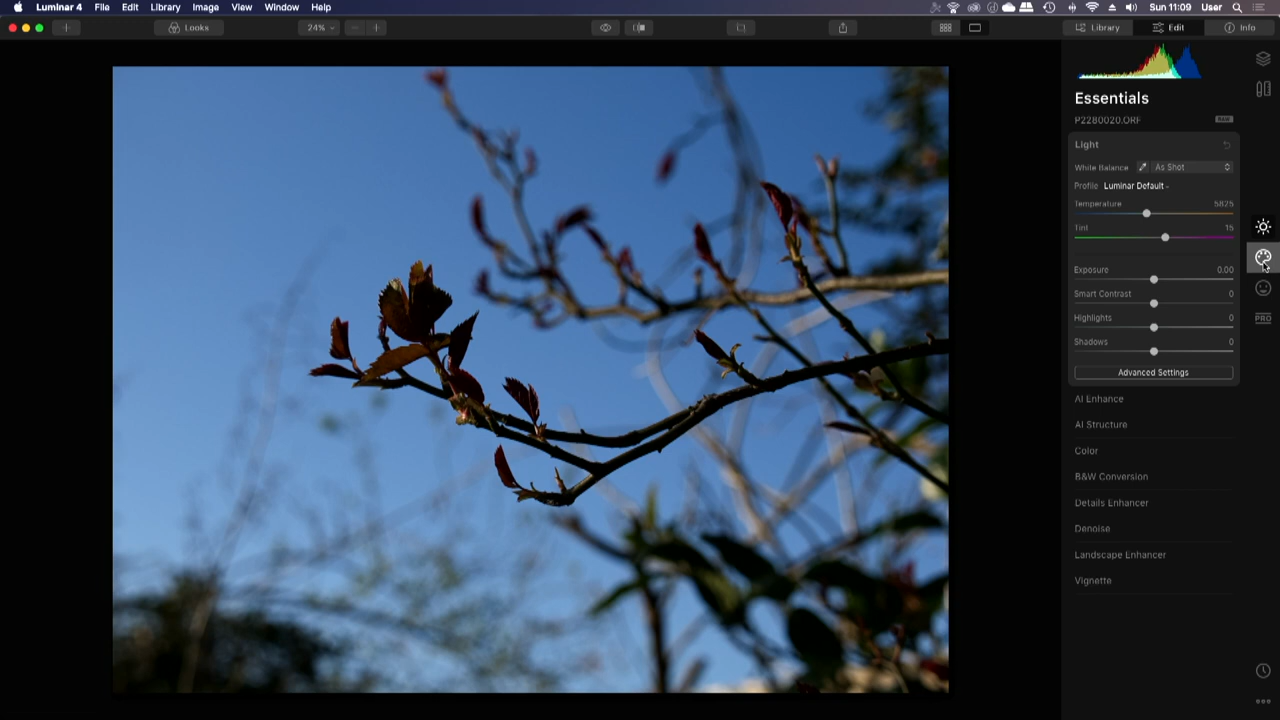 Luminar 4 File Edit Library Image View Window Help Sun 11:09 User
Looks 24% Library Edit Info
Essentials
P2280020.ORF RAW
Light
White Balance As Shot
Profile Luminar Default
Temperature 5825
Tint 15
Exposure 0.00
Smart Contrast 0
Highlights 0
Shadows 0
Advanced Settings
AI Enhance
AI Structure
Color
B&W Conversion
Details Enhancer
Denoise
Landscape Enhancer
Vignette
PRO